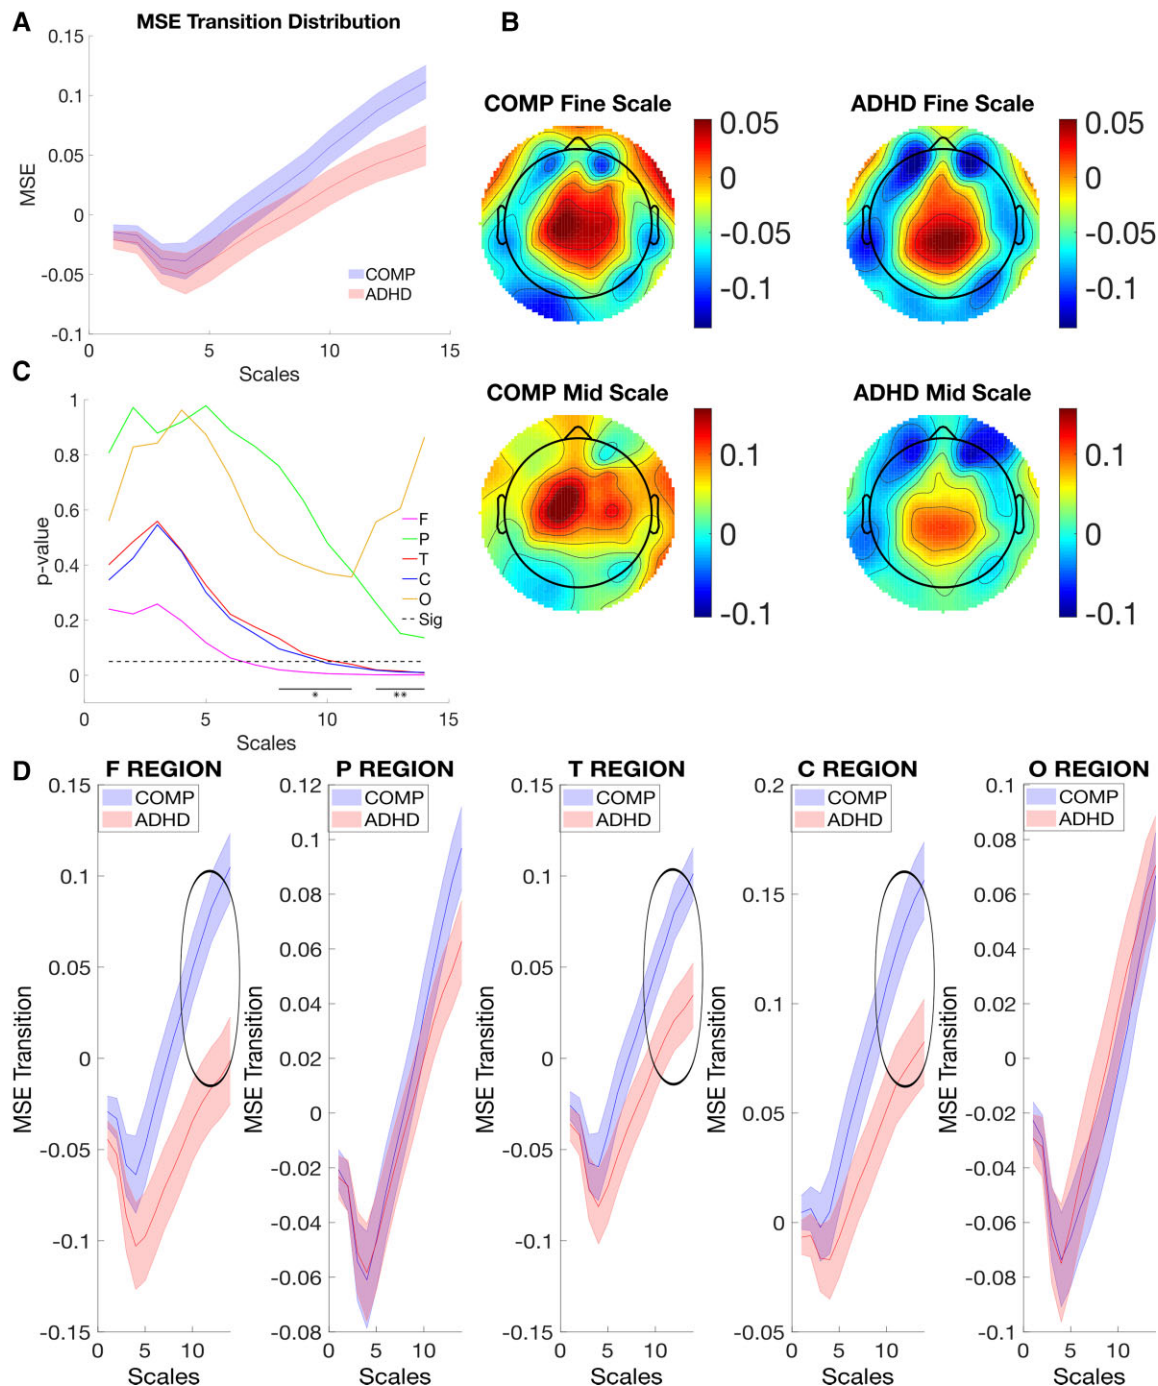 A
MSE Transition Distribution
0.15
0.1
0.05
0
-0.05
-0.1
MSE
COMP
ADHD
0
5
10
15
Scales
B
COMP Fine Scale
0.05
-0.05
-0.1
ADHD Fine Scale
0.05
-0.05
-0.1
COMP Mid Scale
0.1
0
-0.1
ADHD Mid Scale
0.1
0
-0.1
C
1
0.8
0.6
0.4
0.2
0
p-value
F
P
T
C
O
Sig
*
**
0
5
10
15
Scales
D
F REGION
COMP
ADHD
0.15
0.1
0.05
0
-0.05
-0.1
-0.15
MSE Transition
0
5
10
Scales
P REGION
COMP
ADHD
0.12
0.1
0.08
0.06
0.04
0.02
0
-0.02
-0.04
-0.06
-0.08
MSE Transition
0
5
10
Scales
T REGION
COMP
ADHD
0.15
0.1
0.05
0
-0.05
-0.1
-0.15
MSE Transition
0
5
10
Scales
C REGION
COMP
ADHD
0.2
0.15
0.1
0.05
0
-0.05
MSE Transition
0
5
10
Scales
O REGION
COMP
ADHD
0.1
0.08
0.06
0.04
0.02
0
-0.02
-0.04
-0.06
-0.08
-0.1
MSE Transition
0
5
10
Scales